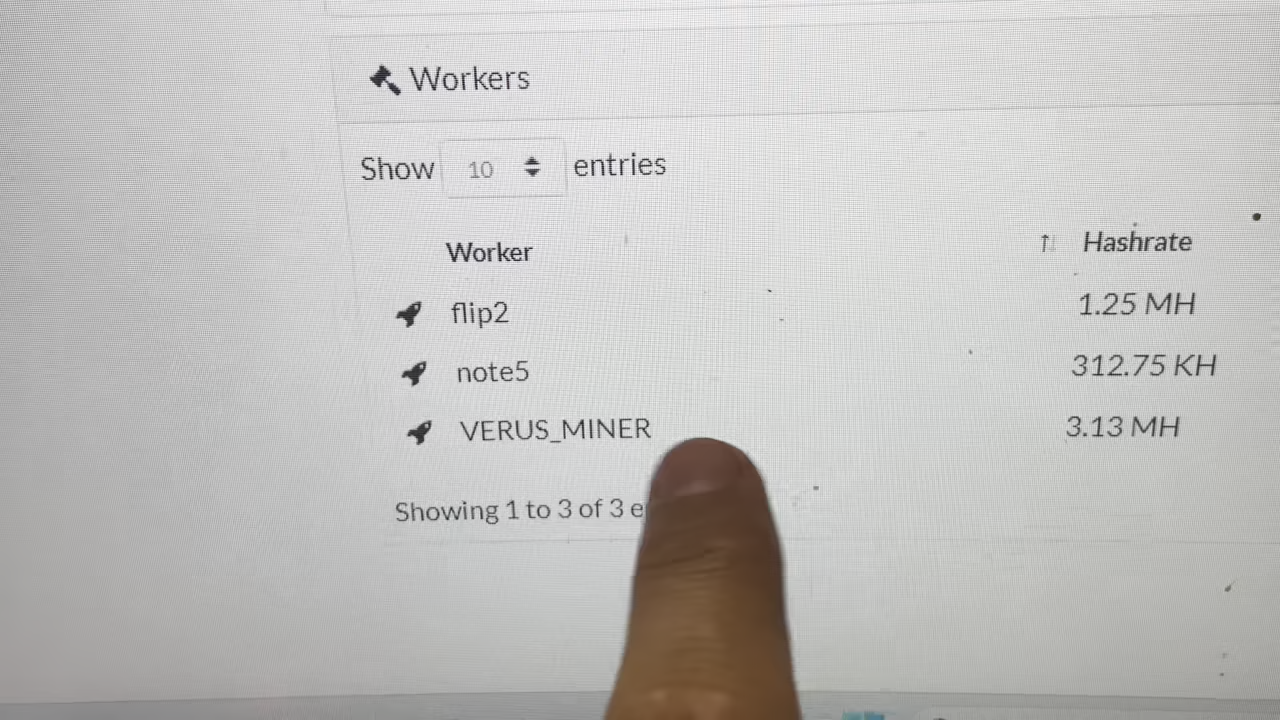 Workers
Show 10 entries
Worker Hashrate
flip2 1.25 MH
note5 312.75 KH
VERUS_MINER 3.13 MH
Showing 1 to 3 of 3